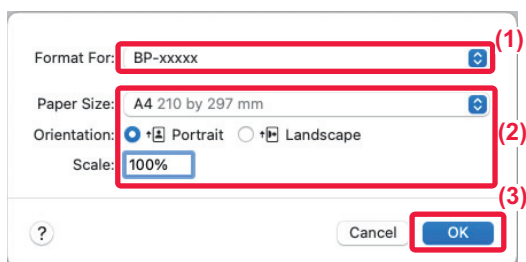 (1)
Format For: BP-xxxxx
Paper Size: A4 210 by 297 mm
Orientation: Portrait Landscape
(2)
Scale: 100%
(3)
? Cancel OK